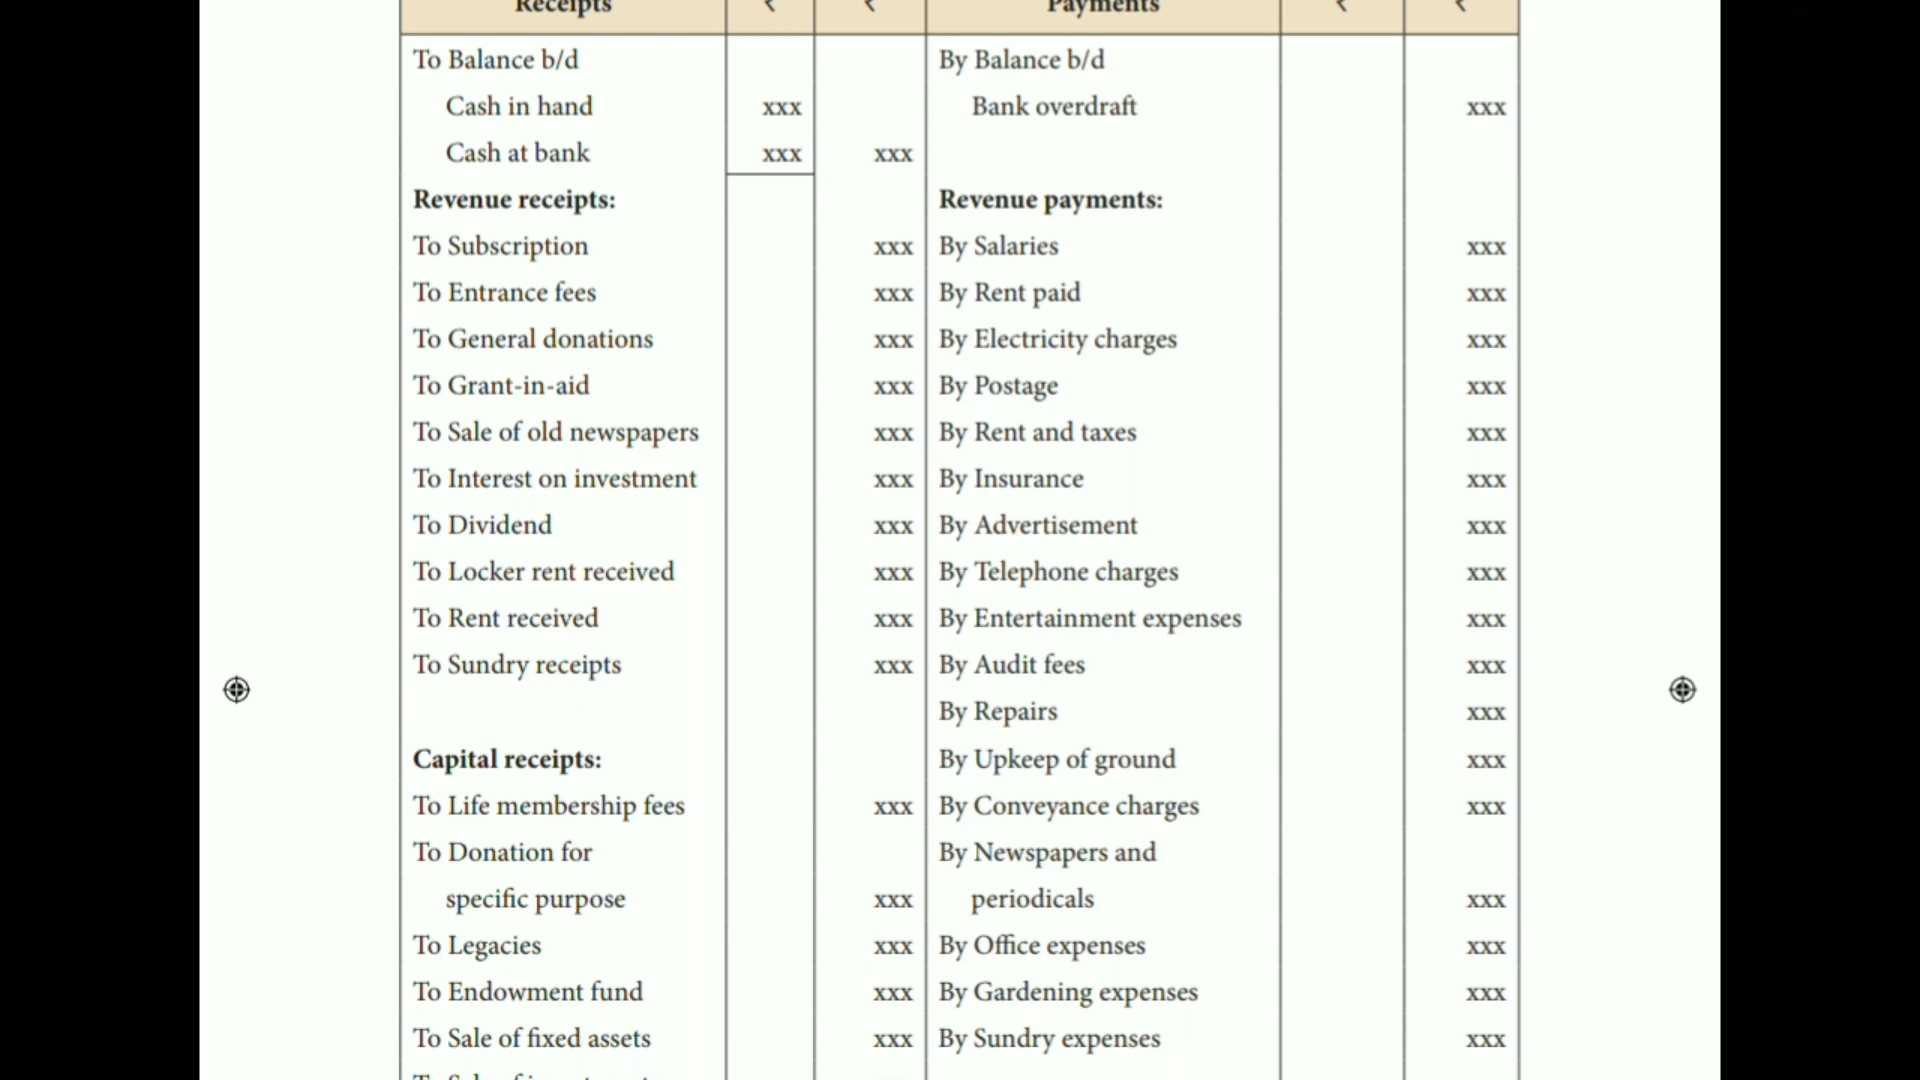 Receipts ₹ ₹ Payments ₹ ₹
To Balance b/d By Balance b/d
Cash in hand xxx Bank overdraft xxx
Cash at bank xxx xxx
Revenue receipts: Revenue payments:
To Subscription xxx By Salaries xxx
To Entrance fees xxx By Rent paid xxx
To General donations xxx By Electricity charges xxx
To Grant-in-aid xxx By Postage xxx
To Sale of old newspapers xxx By Rent and taxes xxx
To Interest on investment xxx By Insurance xxx
To Dividend xxx By Advertisement xxx
To Locker rent received xxx By Telephone charges xxx
To Rent received xxx By Entertainment expenses xxx
To Sundry receipts xxx By Audit fees xxx
By Repairs xxx
Capital receipts: By Upkeep of ground xxx
To Life membership fees xxx By Conveyance charges xxx
To Donation for By Newspapers and
specific purpose xxx periodicals xxx
To Legacies xxx By Office expenses xxx
To Endowment fund xxx By Gardening expenses xxx
To Sale of fixed assets xxx By Sundry expenses xxx